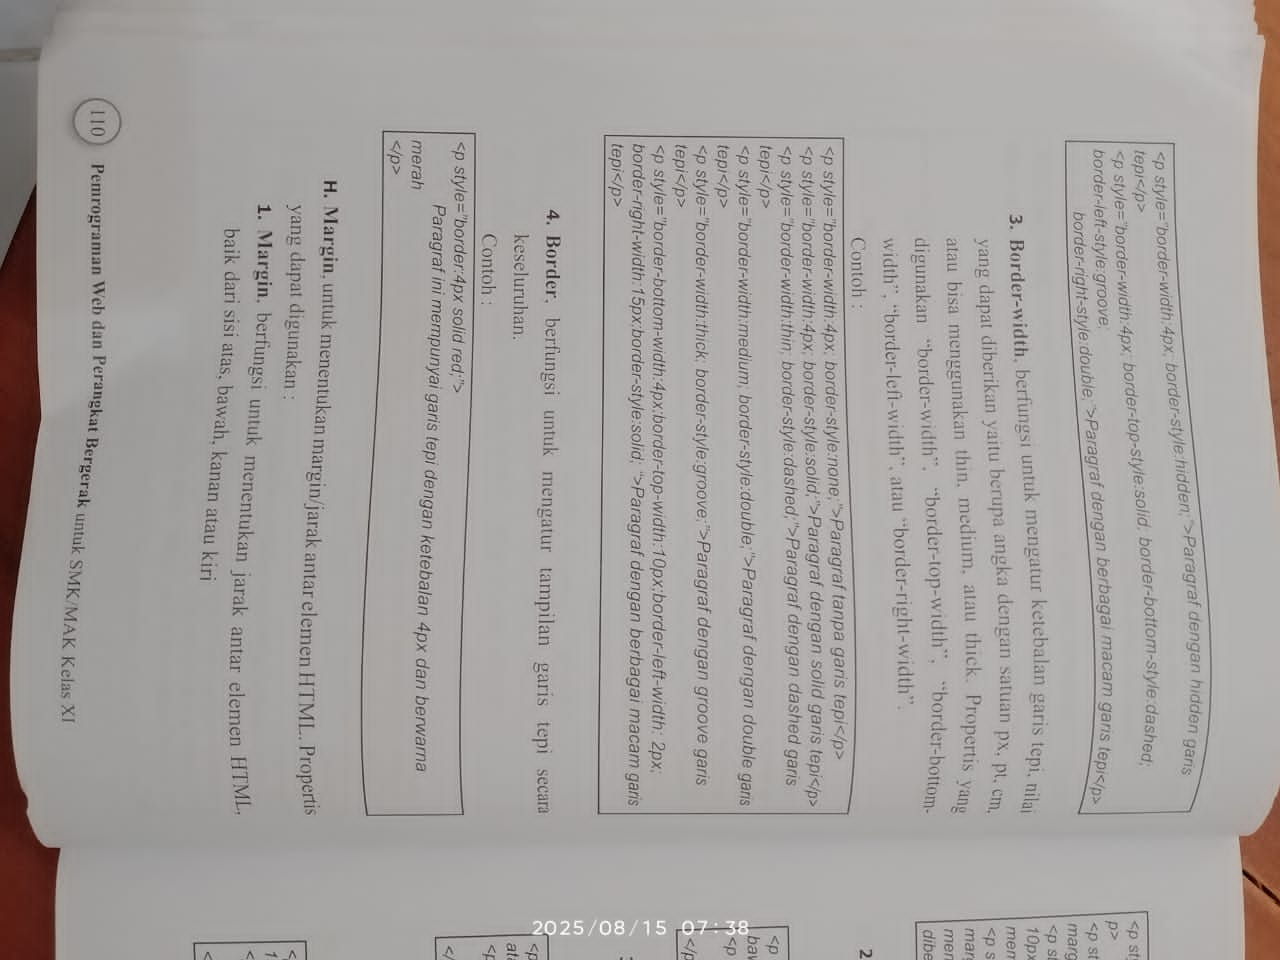 <p style="border-width:4px; border-style:hidden;">Paragraf dengan hidden garis
tepi</p>
<p style="border-width:4px; border-top-style:solid; border-bottom-style:dashed;
border-left-style:groove;
border-right-style:double;">Paragraf dengan berbagai macam garis tepi</p>
3. Border-width, berfungsi untuk mengatur ketebalan garis tepi, nilai
yang dapat diberikan yaitu berupa angka dengan satuan px, pt, cm,
atau bisa menggunakan thin, medium, atau thick. Propertis yang
digunakan "border-width", "border-top-width", "border-bottom-
width", "border-left-width", atau "border-right-width".
Contoh :
<p style="border-width:4px; border-style:none;">Paragraf tanpa garis tepi</p>
<p style="border-width:4px; border-style:solid;">Paragraf dengan solid garis tepi</p>
<p style="border-width:thin; border-style:dashed;">Paragraf dengan dashed garis
tepi</p>
<p style="border-width:medium; border-style:double;">Paragraf dengan double garis
tepi</p>
<p style="border-width:thick; border-style:groove;">Paragraf dengan groove garis
tepi</p>
<p style="border-bottom-width:4px;border-top-width:10px;border-left-width: 2px;
border-right-width:15px;border-style:solid; ">Paragraf dengan berbagai macam garis
tepi</p>
4. Border, berfungsi untuk mengatur tampilan garis tepi secara
keseluruhan.
Contoh :
<p style="border:4px solid red;">
Paragraf ini mempunyai garis tepi dengan ketebalan 4px dan berwarna
merah
</p>
H. Margin, untuk menentukan margin/jarak antar elemen HTML. Propertis
yang dapat digunakan :
1. Margin, berfungsi untuk menentukan jarak antar elemen HTML,
baik dari sisi atas, bawah, kanan atau kiri
110 Pemrograman Web dan Perangkat Bergerak untuk SMK/MAK Kelas XI
<p st
p>
<p st
marg
<p st
10px
men
<p s
marg
men
dibe
2
<p
bav
<p
</p
<p
ata
<p
</
2025/08/15 07:38